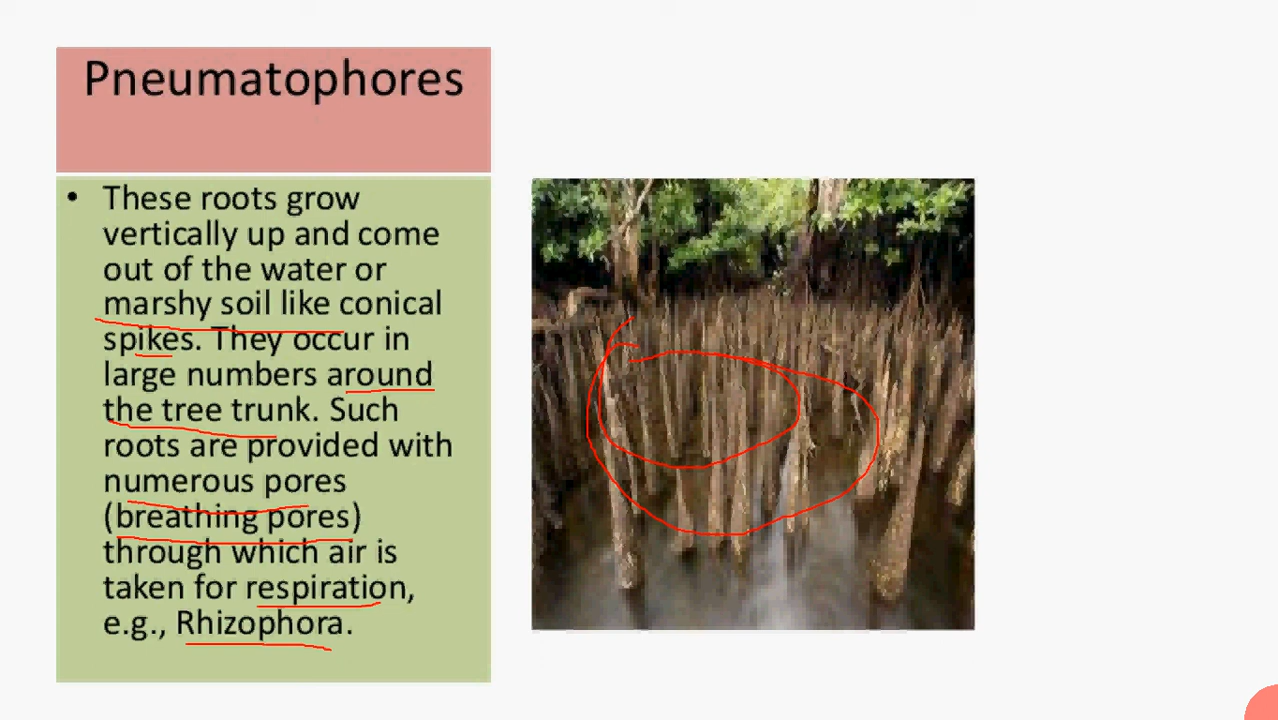 Pneumatophores
• These roots grow
vertically up and come
out of the water or
marshy soil like conical
spikes. They occur in
large numbers around
the tree trunk. Such
roots are provided with
numerous pores
(breathing pores)
through which air is
taken for respiration,
e.g., Rhizophora.